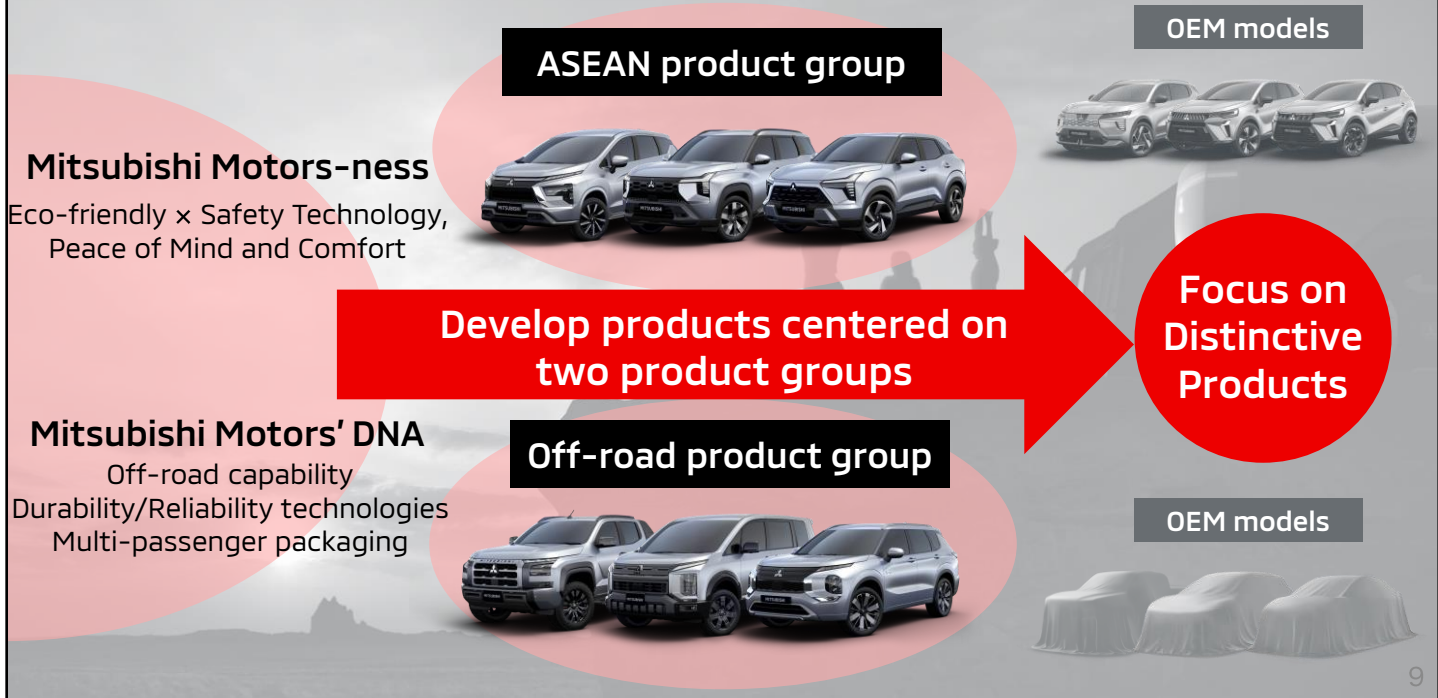 ASEAN product group
OEM models
Mitsubishi Motors-ness
Eco-friendly × Safety Technology,
Peace of Mind and Comfort
Develop products centered on
two product groups
Focus on
Distinctive
Products
Mitsubishi Motors’ DNA
Off-road capability
Durability/Reliability technologies
Multi-passenger packaging
Off-road product group
OEM models
9